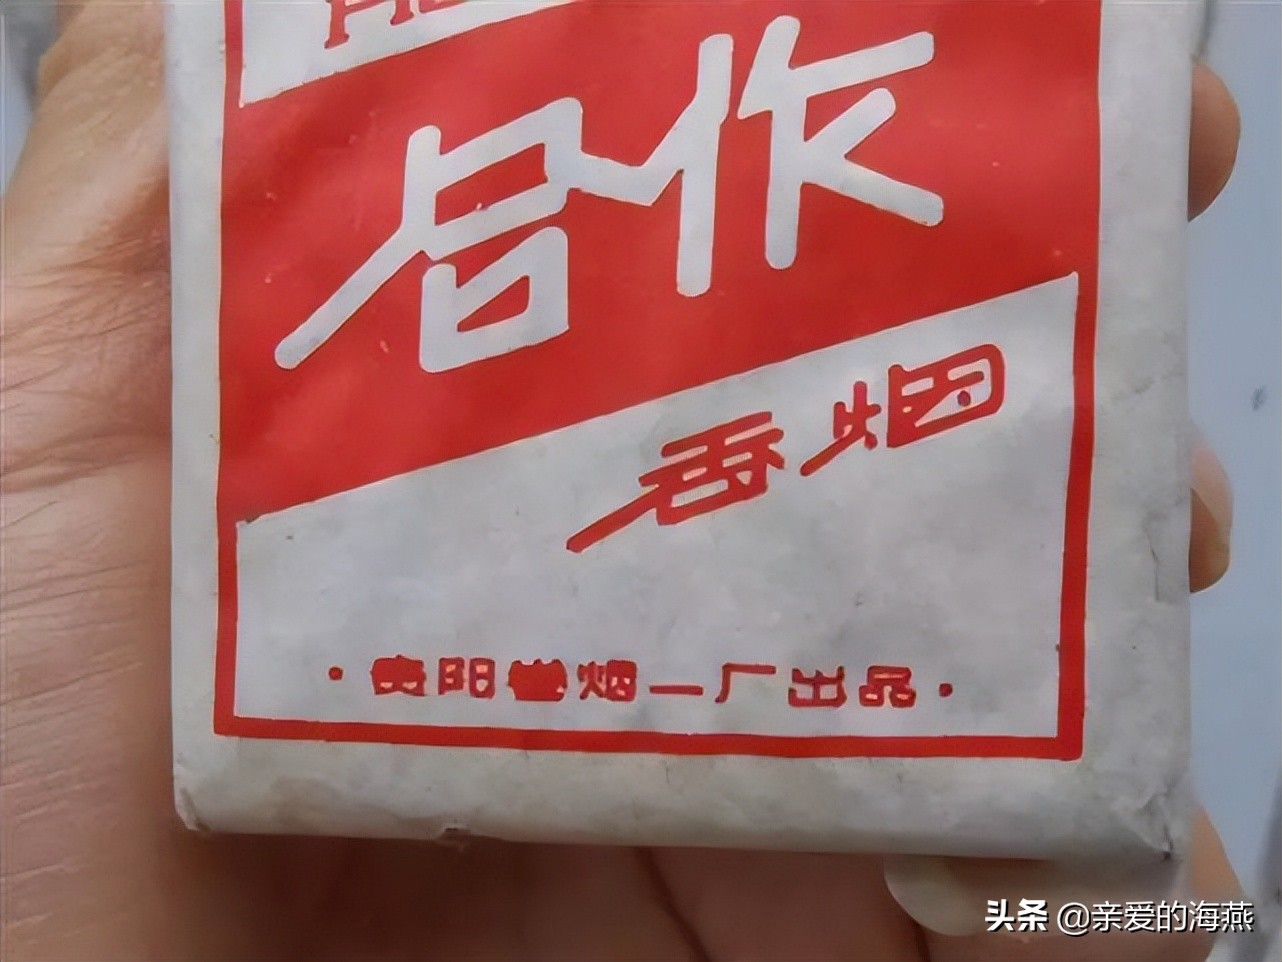 合作
香烟
·贵阳卷烟一厂出品·
头条 @亲爱的海燕